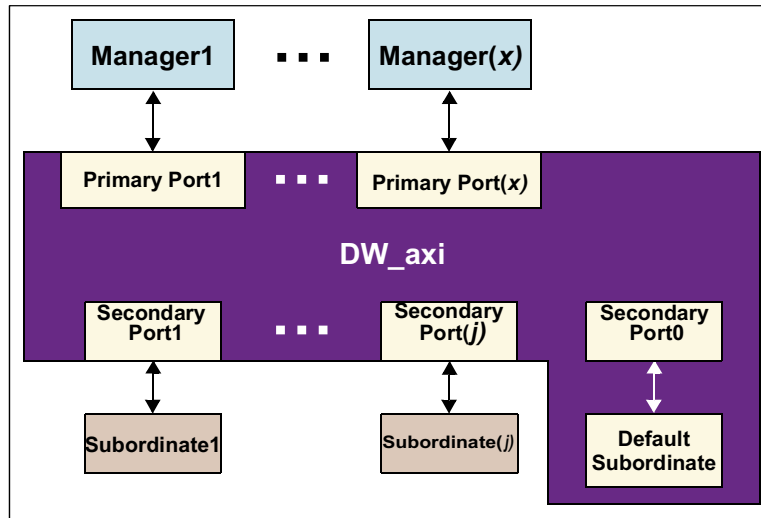 Manager1
Manager(x)
Primary Port1
Primary Port(x)
DW_axi
Secondary
Port1
Secondary
Port(j)
Secondary
Port0
Subordinate1
Subordinate(j)
Default
Subordinate